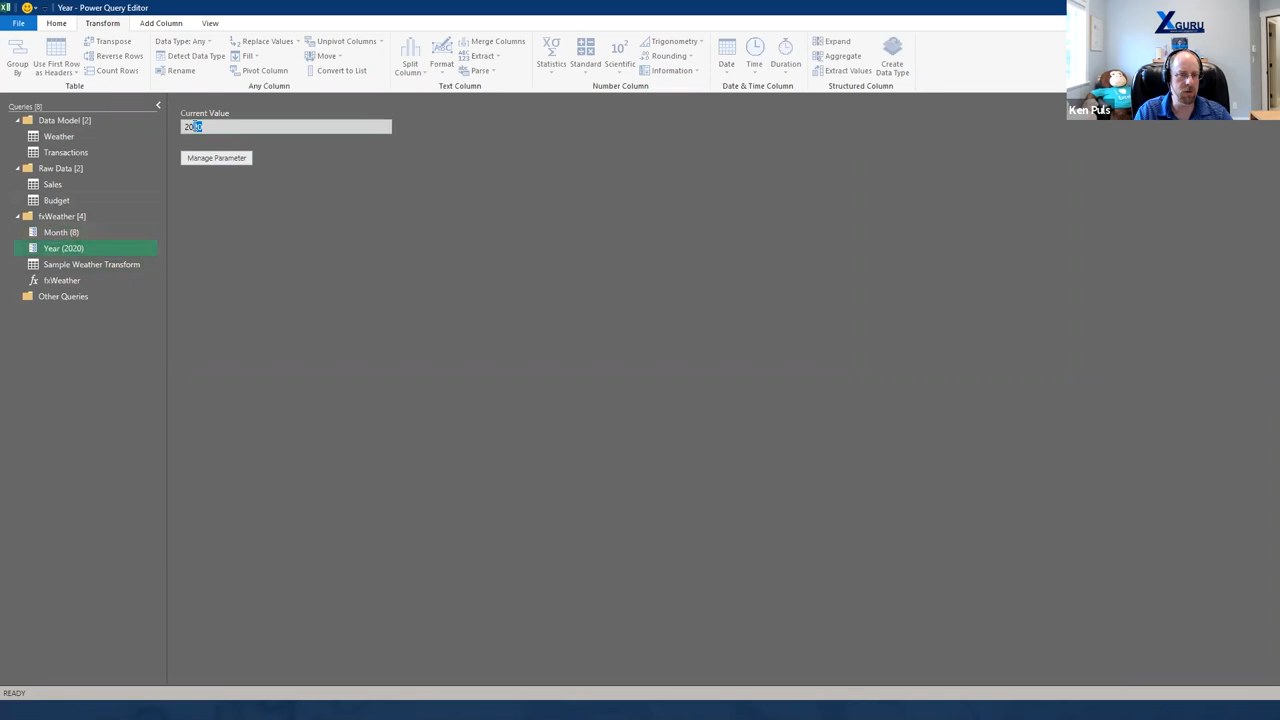 Year - Power Query Editor
File Home Transform Add Column View
Group By
Use First Row as Headers
Transpose
Reverse Rows
Count Rows
Table
Data Type: Any
Detect Data Type
Rename
Replace Values
Fill
Pivot Column
Unpivot Columns
Move
Convert to List
Any Column
Split Column
Format
Merge Columns
Extract
Parse
Text Column
Statistics
Standard
Scientific
Trigonometry
Rounding
Information
Number Column
Date
Time
Duration
Date & Time Column
Expand
Aggregate
Extract Values
Create Data Type
Structured Column
XGURU
Ken Puls
Queries [8]
Data Model [2]
Weather
Transactions
Raw Data [2]
Sales
Budget
fxWeather [4]
Month (8)
Year (2020)
Sample Weather Transform
fxWeather
Other Queries
Current Value
2020
Manage Parameter
READY